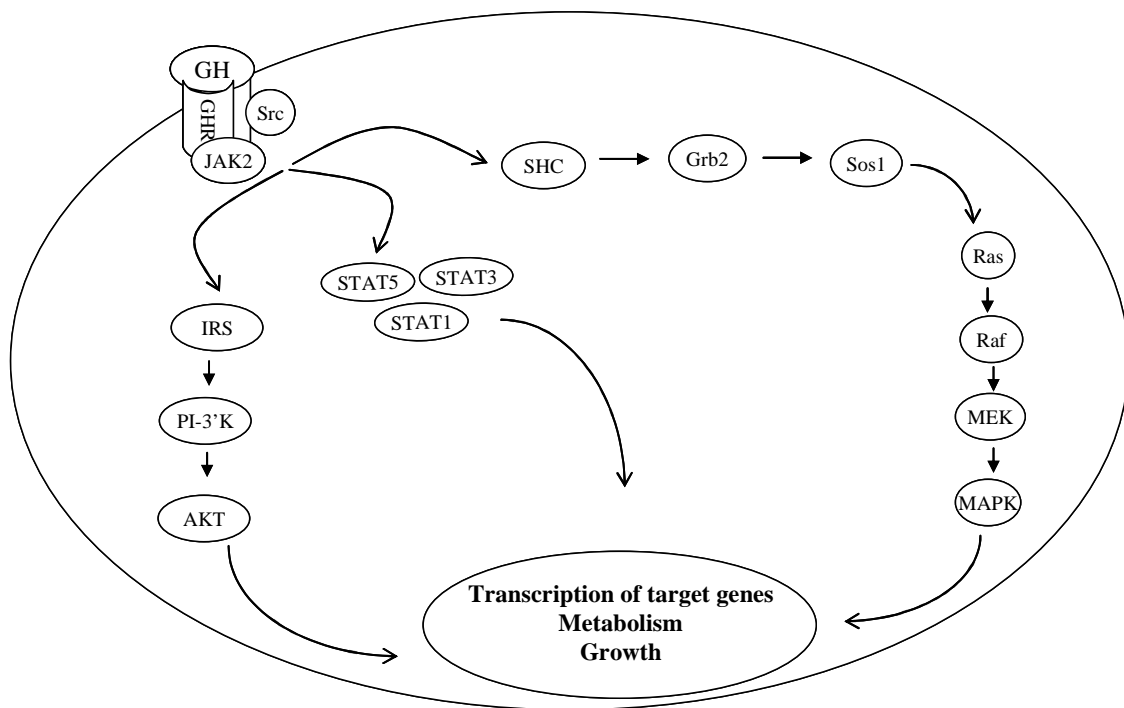 GH
GHR
Src
JAK2
SHC
Grb2
Sos1
Ras
STAT5
STAT3
STAT1
IRS
Raf
PI-3’K
MEK
AKT
MAPK
Transcription of target genes
Metabolism
Growth